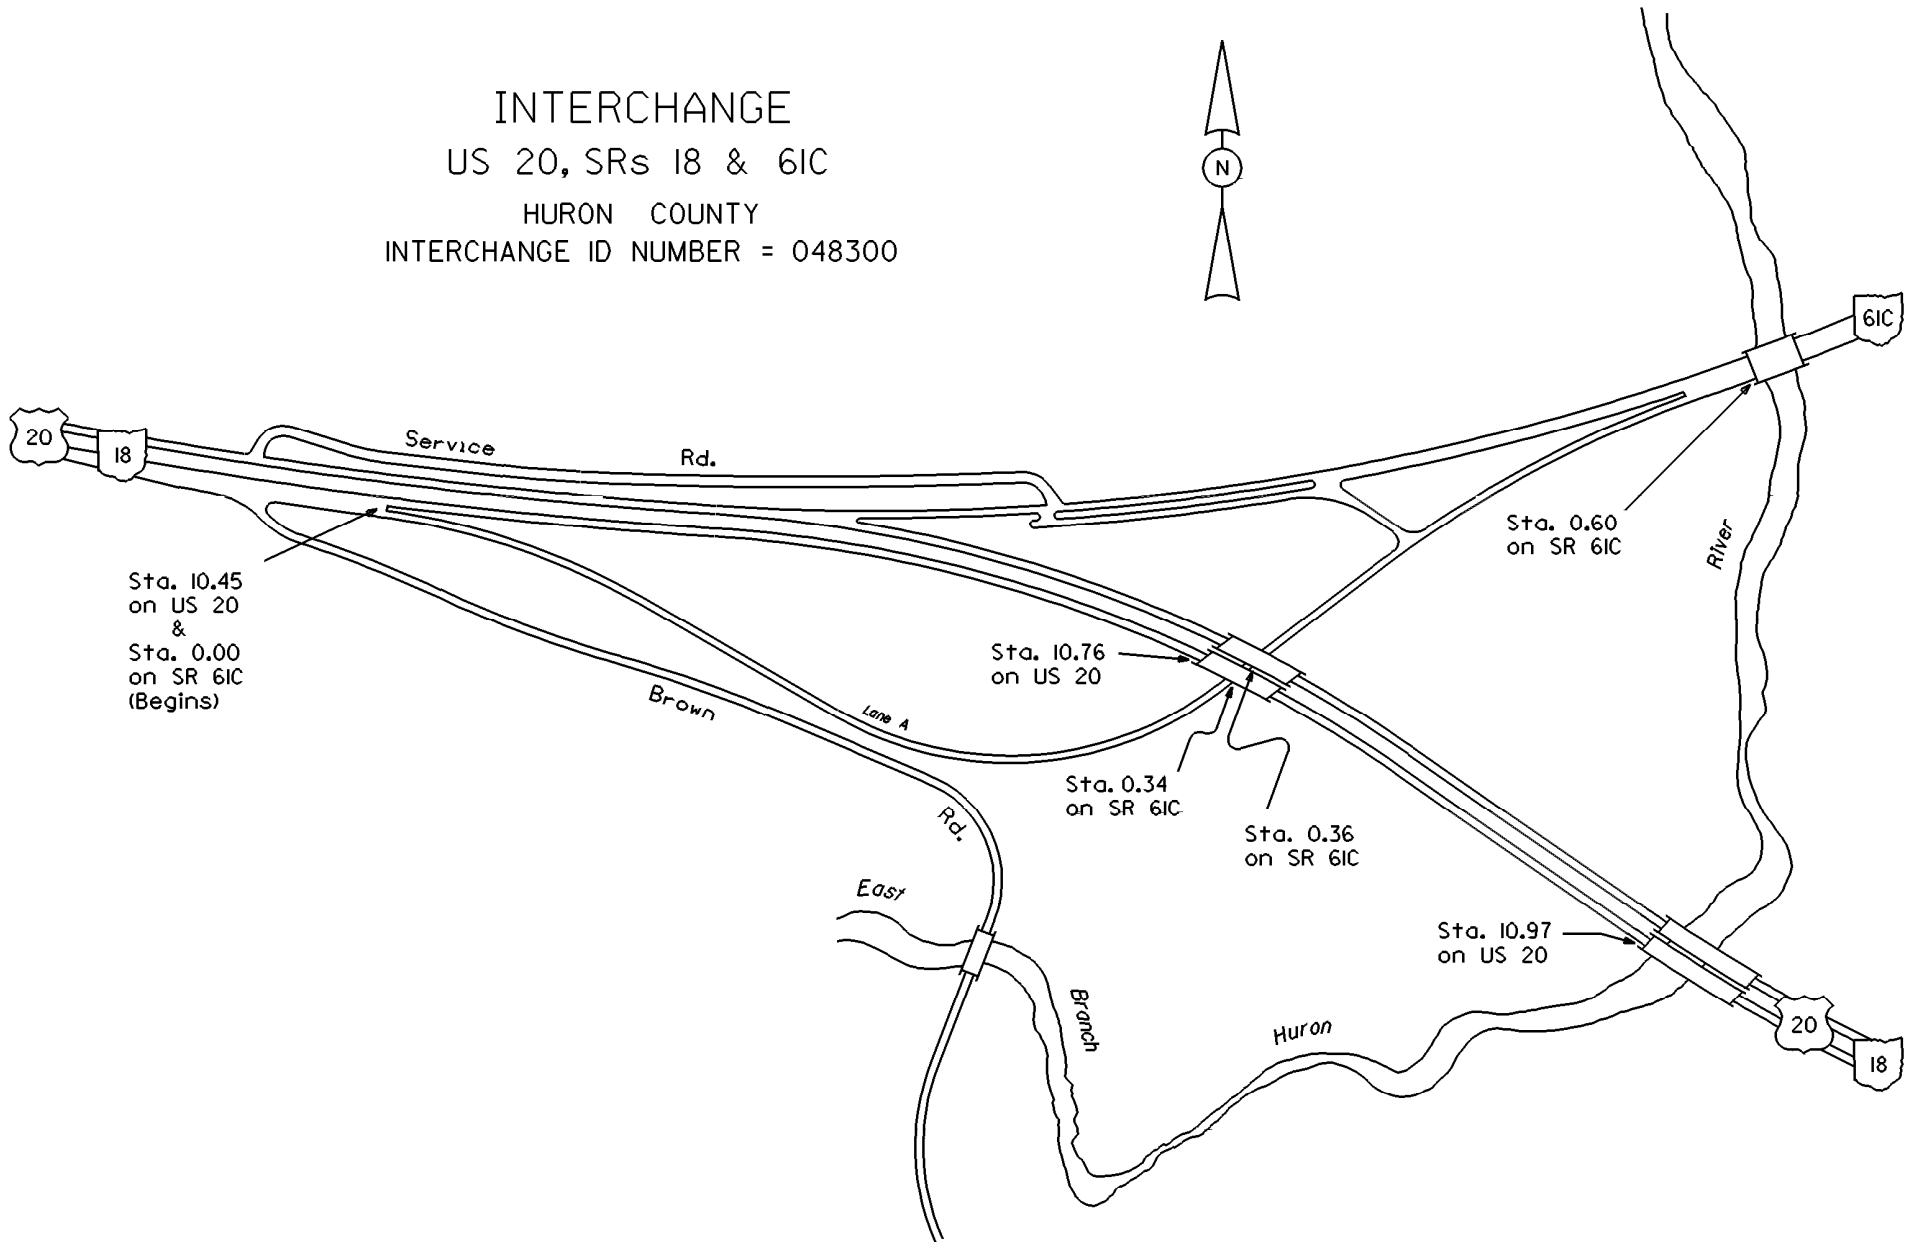 INTERCHANGE
US 20, SRs 18 & 61C
HURON COUNTY
INTERCHANGE ID NUMBER = 048300
N
61C
20
18
Service Rd.
Sta. 0.60
on SR 61C
River
Sta. 10.45
on US 20
&
Sta. 0.00
on SR 61C
(Begins)
Sta. 10.76
on US 20
Brown Rd.
Lane A
Sta. 0.34
on SR 61C
Sta. 0.36
on SR 61C
East Branch
Sta. 10.97
on US 20
Huron
20
18